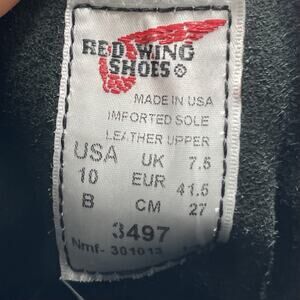 RED WING
SHOES®
MADE IN USA
IMPORTED SOLE
LEATHER UPPER
USA UK 7.5
10 EUR 41.5
B CM 27
3497
Nmf-